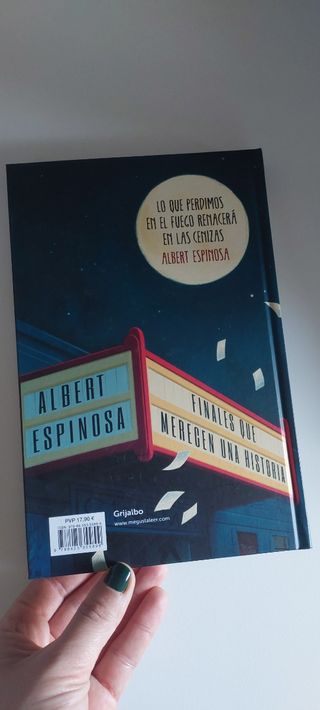 LO QUE PERDIMOS
EN EL FUEGO RENACERÁ
EN LAS CENIZAS
ALBERT ESPINOSA
ALBERT
ESPINOSA
FINALES QUE
MERECEN UNA HISTORIA
PVP 17,90 €
Grijalbo
www.megustaleer.com